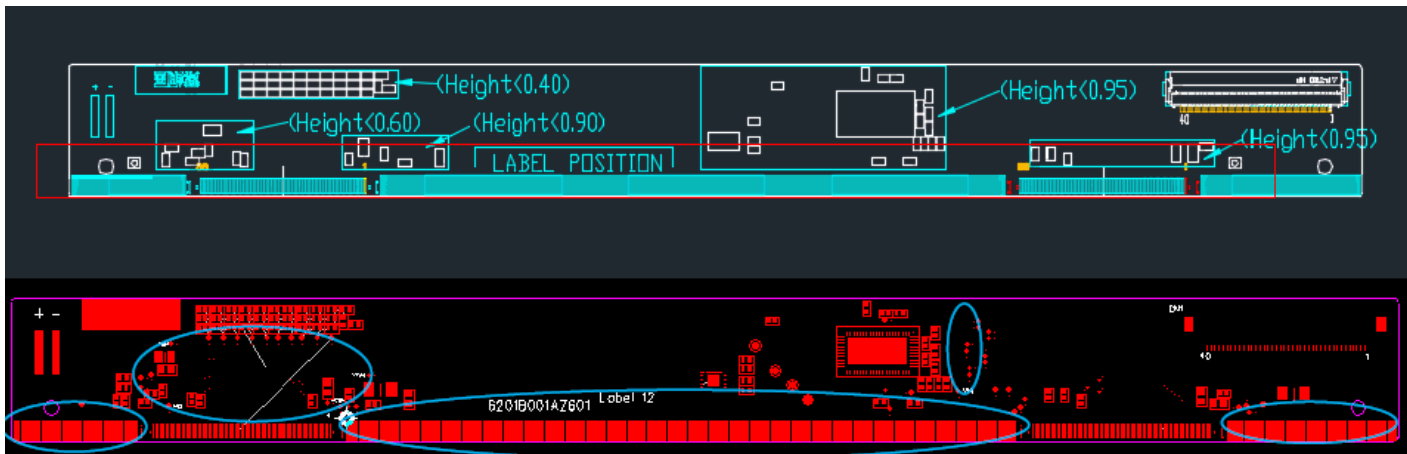 + -
(Height<0.40)
(Height<0.95)
40 1
(Height<0.60)
(Height<0.90)
(Height<0.95)
1
LABEL POSITION
+ -
40 1
6201B001AZ601 Label 12